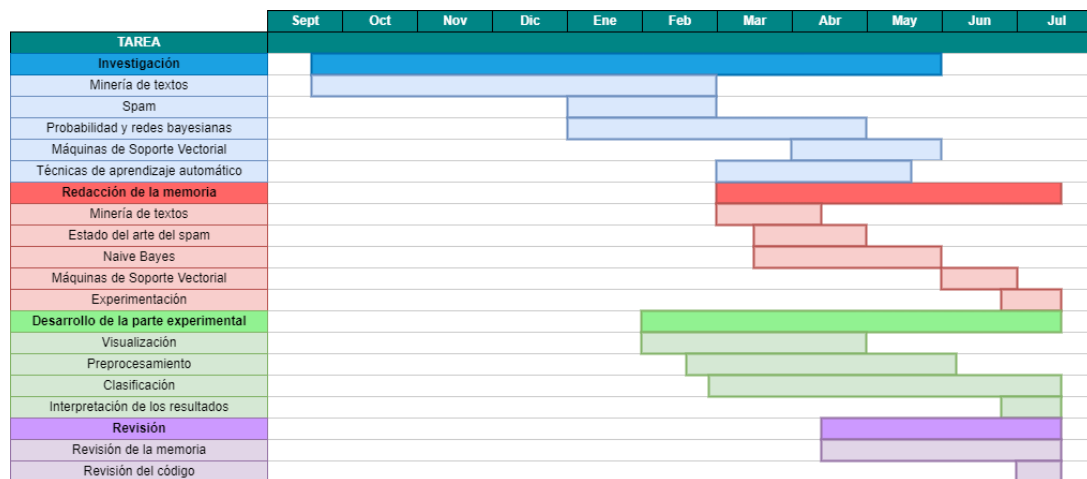 Sept Oct Nov Dic Ene Feb Mar Abr May Jun Jul
TAREA
Investigación
Minería de textos
Spam
Probabilidad y redes bayesianas
Máquinas de Soporte Vectorial
Técnicas de aprendizaje automático
Redacción de la memoria
Minería de textos
Estado del arte del spam
Naive Bayes
Máquinas de Soporte Vectorial
Experimentación
Desarrollo de la parte experimental
Visualización
Preprocesamiento
Clasificación
Interpretación de los resultados
Revisión
Revisión de la memoria
Revisión del código